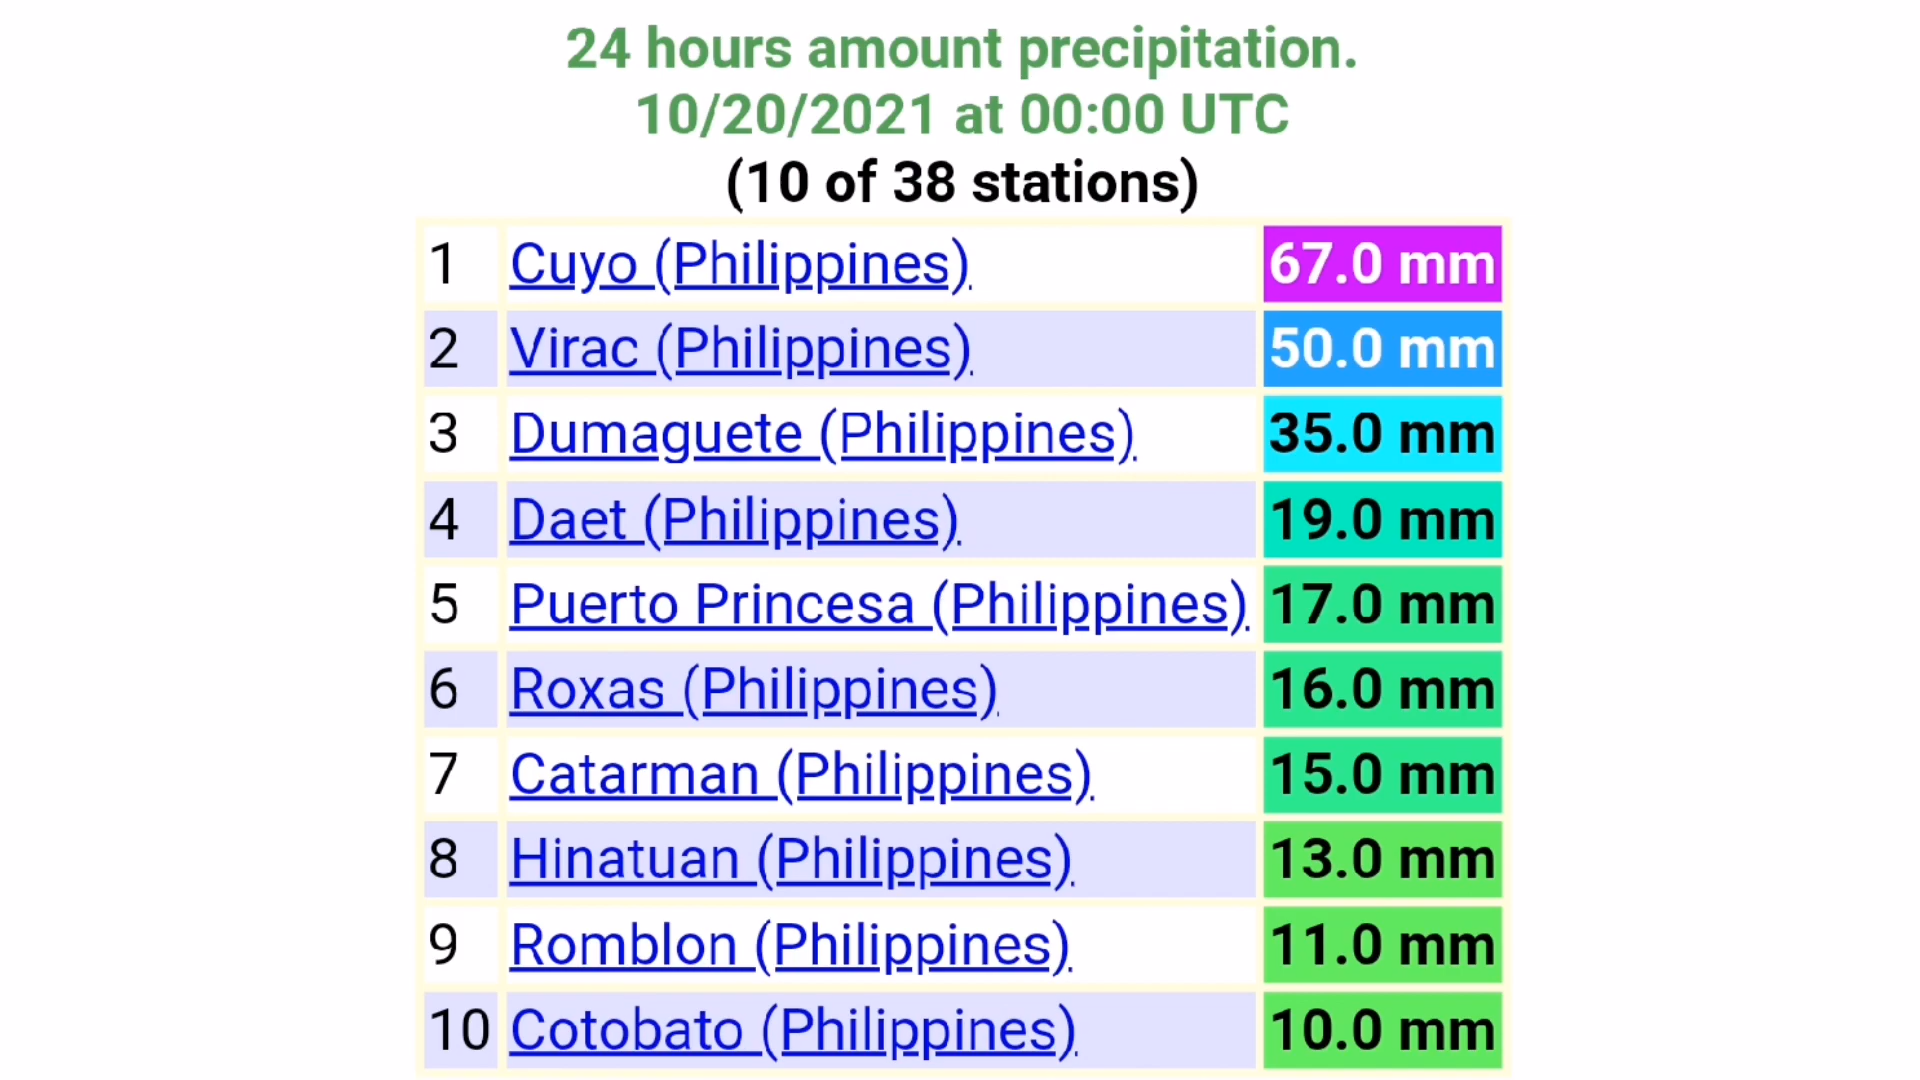 24 hours amount precipitation.
10/20/2021 at 00:00 UTC
(10 of 38 stations)
1 Cuyo (Philippines) 67.0 mm
2 Virac (Philippines) 50.0 mm
3 Dumaguete (Philippines) 35.0 mm
4 Daet (Philippines) 19.0 mm
5 Puerto Princesa (Philippines) 17.0 mm
6 Roxas (Philippines) 16.0 mm
7 Catarman (Philippines) 15.0 mm
8 Hinatuan (Philippines) 13.0 mm
9 Romblon (Philippines) 11.0 mm
10 Cotobato (Philippines) 10.0 mm